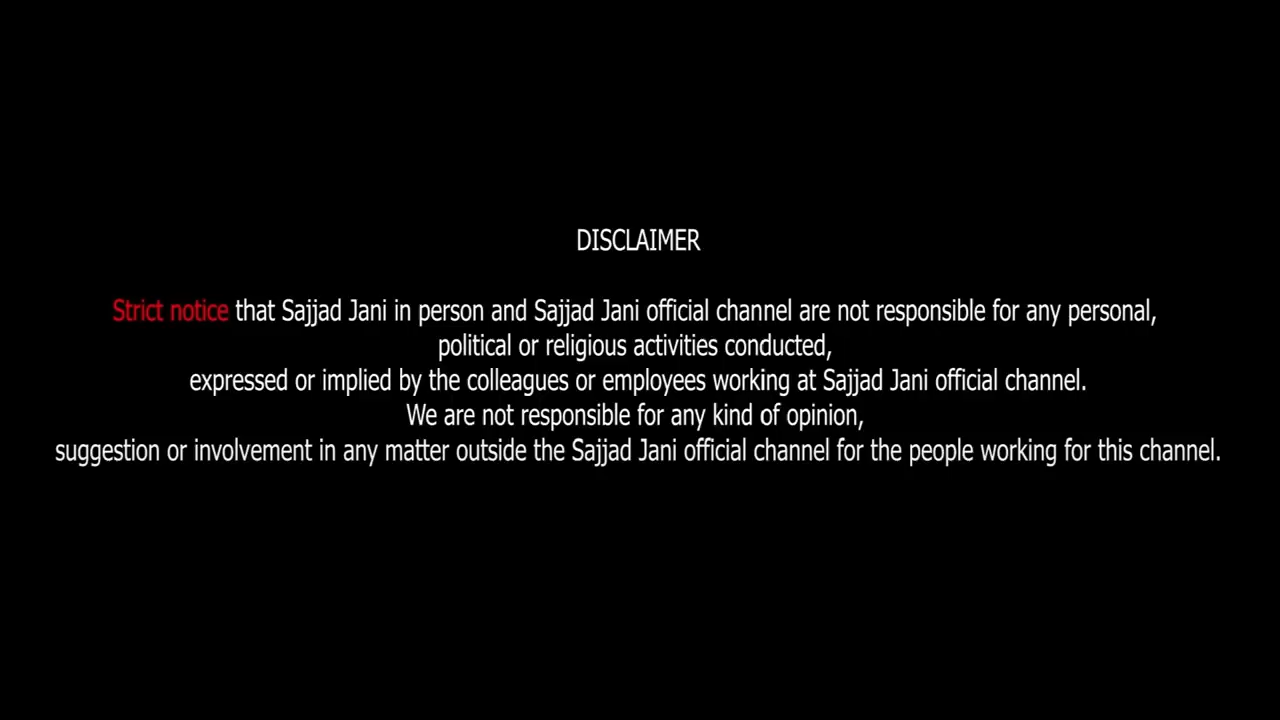 DISCLAIMER
Strict notice that Sajjad Jani in person and Sajjad Jani official channel are not responsible for any personal,
political or religious activities conducted,
expressed or implied by the colleagues or employees working at Sajjad Jani official channel.
We are not responsible for any kind of opinion,
suggestion or involvement in any matter outside the Sajjad Jani official channel for the people working for this channel.